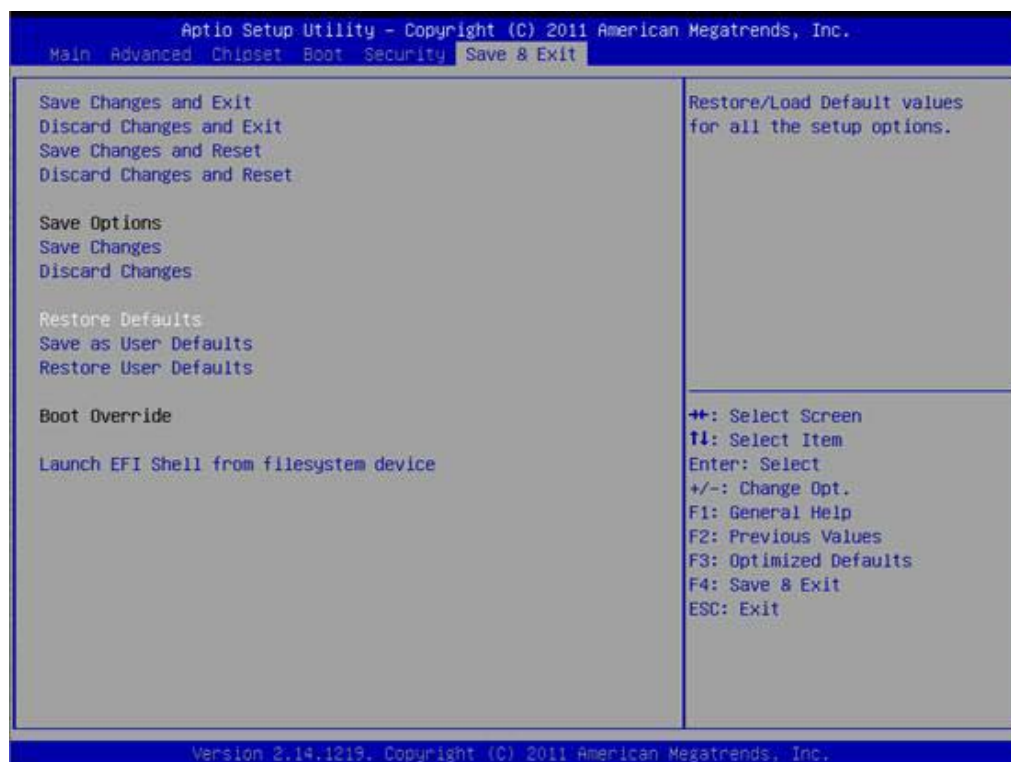 Aptio Setup Utility – Copyright (C) 2011 American Megatrends, Inc.
Main Advanced Chipset Boot Security Save & Exit
Save Changes and Exit
Discard Changes and Exit
Save Changes and Reset
Discard Changes and Reset
Save Options
Save Changes
Discard Changes
Restore Defaults
Save as User Defaults
Restore User Defaults
Boot Override
Launch EFI Shell from filesystem device
Restore/Load Default values
for all the setup options.
→←: Select Screen
↑↓: Select Item
Enter: Select
+/-: Change Opt.
F1: General Help
F2: Previous Values
F3: Optimized Defaults
F4: Save & Exit
ESC: Exit
Version 2.14.1219. Copyright (C) 2011 American Megatrends, Inc.